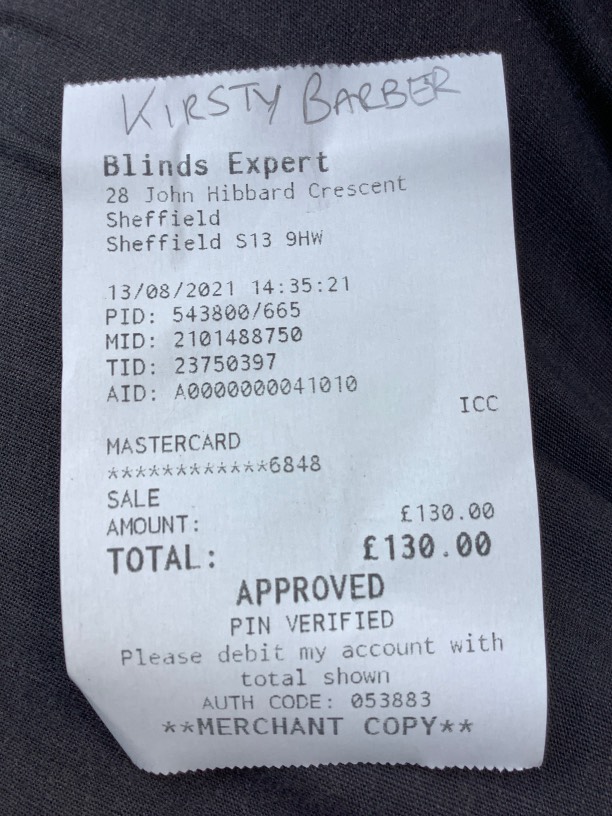 KIRSTY BARBER
Blinds Expert
28 John Hibbard Crescent
Sheffield
Sheffield S13 9HW
13/08/2021 14:35:21
PID: 543800/665
MID: 2101488750
TID: 23750397
AID: A0000000041010
ICC
MASTERCARD
************6848
SALE
AMOUNT: £130.00
TOTAL: £130.00
APPROVED
PIN VERIFIED
Please debit my account with
total shown
AUTH CODE: 053883
**MERCHANT COPY**